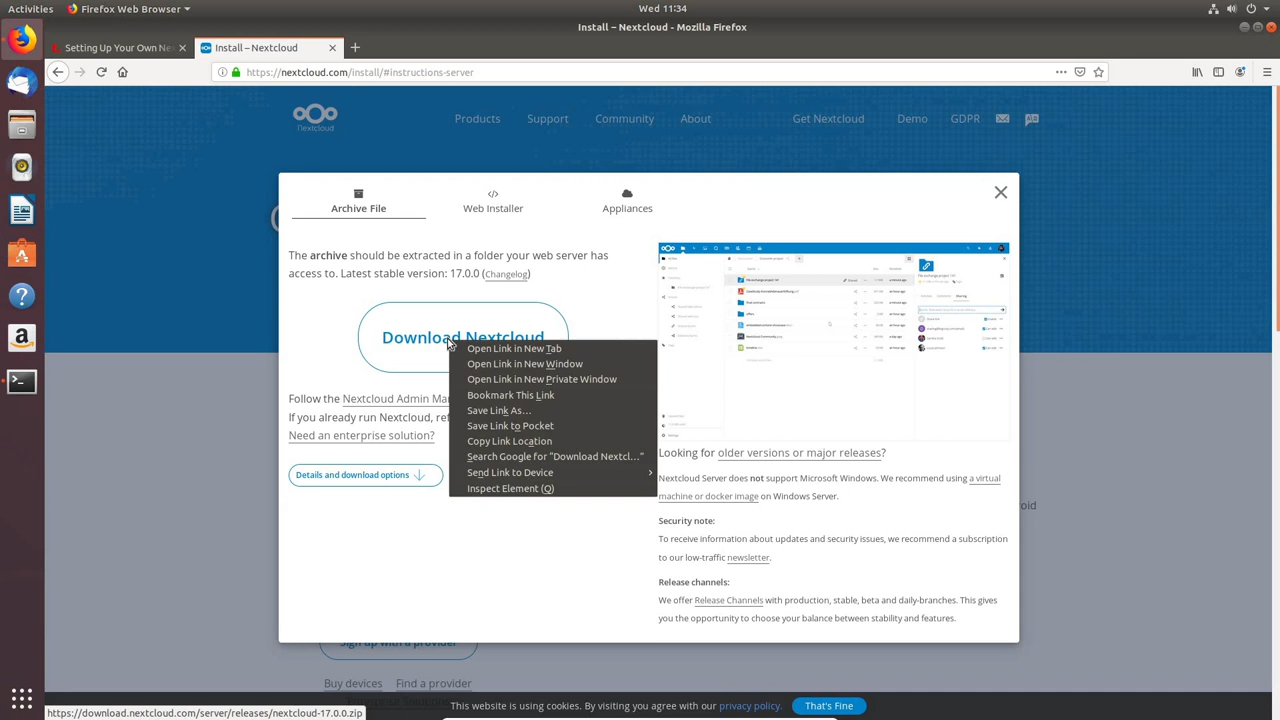 Activities
Firefox Web Browser
Wed 11:34
Install – Nextcloud - Mozilla Firefox
Setting Up Your Own Ne
Install – Nextcloud
https://nextcloud.com/install/#instructions-server
Nextcloud
Products
Support
Community
About
Get Nextcloud
Demo
GDPR
Archive File
Web Installer
Appliances
The archive should be extracted in a folder your web server has
access to. Latest stable version: 17.0.0 (Changelog)
Download Nextcloud
Follow the Nextcloud Admin Ma
If you already run Nextcloud, ref
Need an enterprise solution?
Details and download options
Open Link in New Tab
Open Link in New Window
Open Link in New Private Window
Bookmark This Link
Save Link As…
Save Link to Pocket
Copy Link Location
Search Google for “Download Nextcl…”
Send Link to Device
Inspect Element (Q)
Looking for older versions or major releases?
Nextcloud Server does not support Microsoft Windows. We recommend using a virtual
machine or docker image on Windows Server.
Security note:
To receive information about updates and security issues, we recommend a subscription
to our low-traffic newsletter.
Release channels:
We offer Release Channels with production, stable, beta and daily-branches. This gives
you the opportunity to choose your balance between stability and features.
oid
Sign up with a provider
Buy devices
Find a provider
This website is using cookies. By visiting you agree with our privacy policy.
That's Fine
https://download.nextcloud.com/server/releases/nextcloud-17.0.0.zip